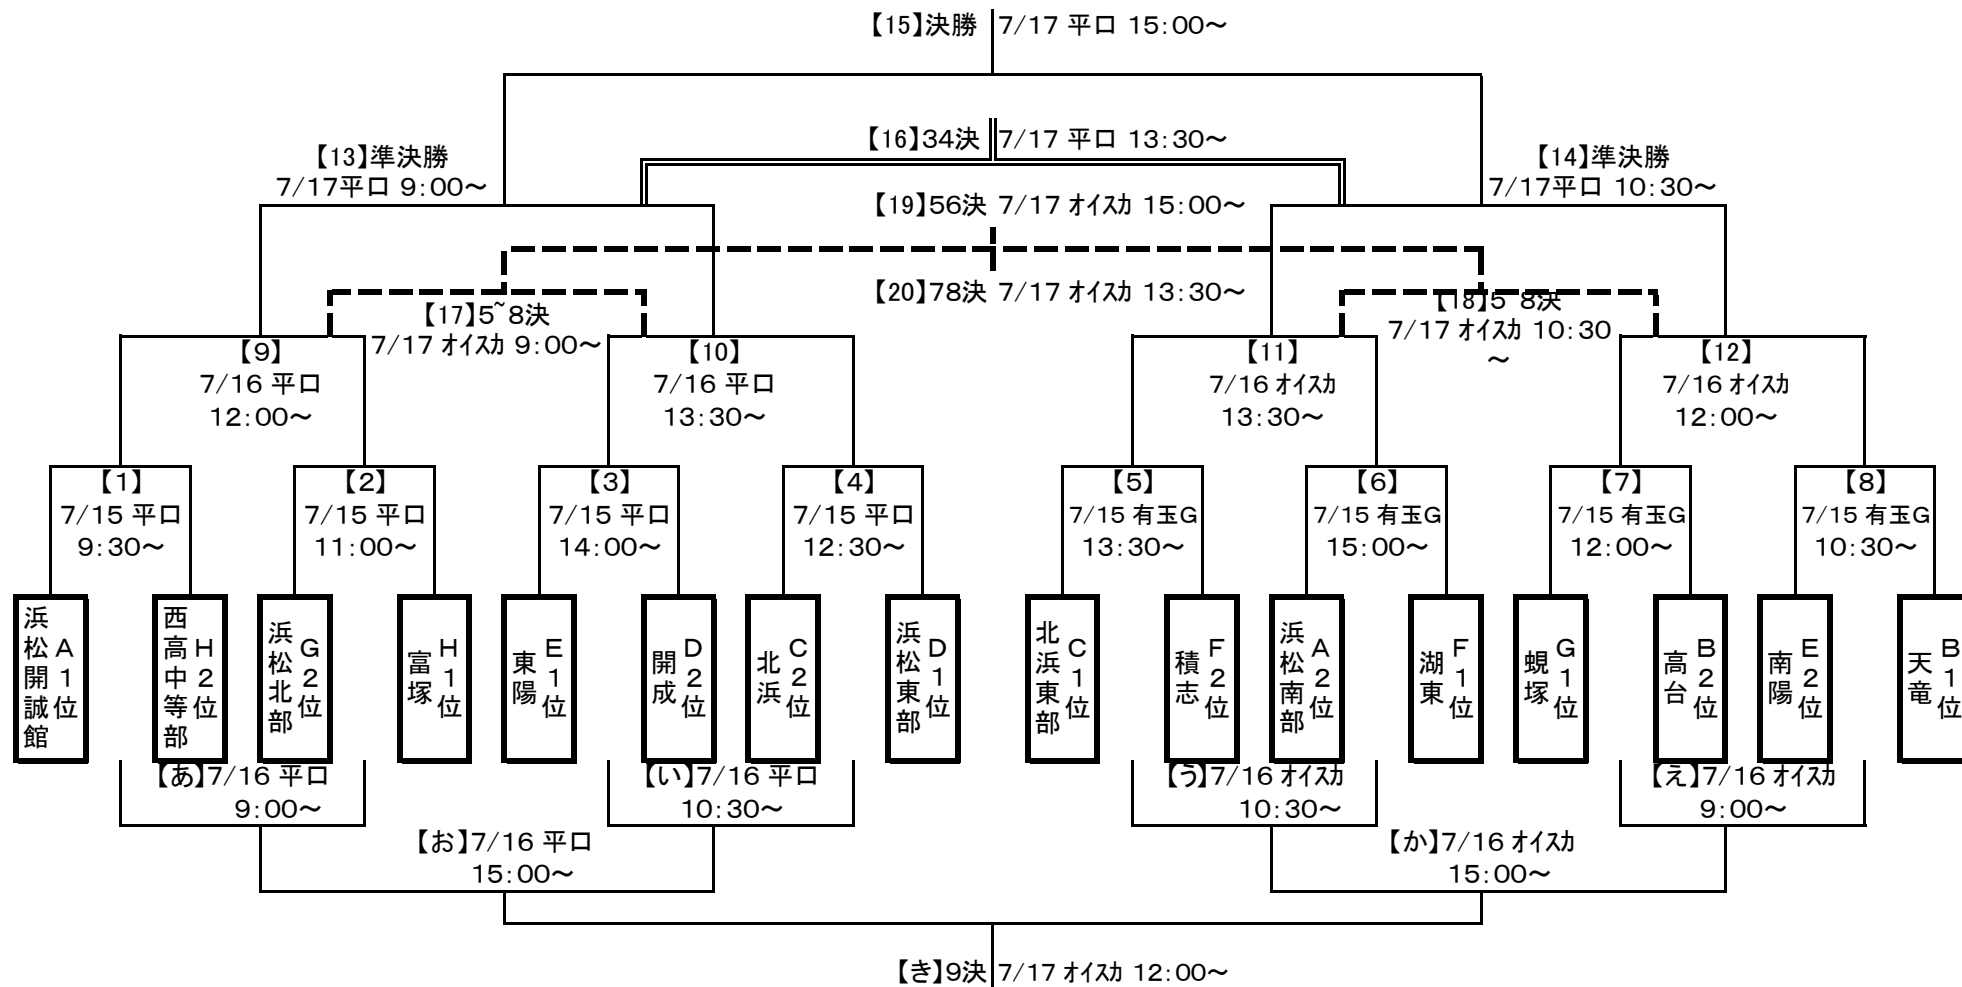 【15】決勝 7/17 平口 15:00～
【16】34決 7/17 平口 13:30～
【13】準決勝
7/17平口 9:00～
【14】準決勝
7/17平口 10:30～
【19】56決 7/17 ｵｲｽｶ 15:00～
【20】78決 7/17 ｵｲｽｶ 13:30～
【17】5~8決
7/17 ｵｲｽｶ 9:00～
【18】5 8決
7/17 ｵｲｽｶ 10:30
～
【9】
7/16 平口
12:00～
【10】
7/16 平口
13:30～
【11】
7/16 ｵｲｽｶ
13:30～
【12】
7/16 ｵｲｽｶ
12:00～
【1】
7/15 平口
9:30～
【2】
7/15 平口
11:00～
【3】
7/15 平口
14:00～
【4】
7/15 平口
12:30～
【5】
7/15 有玉G
13:30～
【6】
7/15 有玉G
15:00～
【7】
7/15 有玉G
12:00～
【8】
7/15 有玉G
10:30～
A1位
浜松開誠館
H2位
西高中等部
G2位
浜松北部
H1位
富塚
E1位
東陽
D2位
開成
C2位
北浜
D1位
浜松東部
C1位
北浜東部
F2位
積志
A2位
浜松南部
F1位
湖東
G1位
蜆塚
B2位
高台
E2位
南陽
B1位
天竜
【あ】7/16 平口
9:00～
【い】7/16 平口
10:30～
【う】7/16 ｵｲｽｶ
10:30～
【え】7/16 ｵｲｽｶ
9:00～
【お】7/16 平口
15:00～
【か】7/16 ｵｲｽｶ
15:00～
【き】9決 7/17 ｵｲｽｶ 12:00～